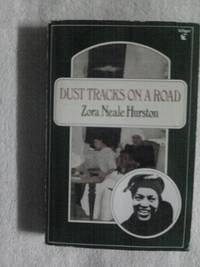 DUST TRACKS ON A ROAD
Zora Neale Hurston